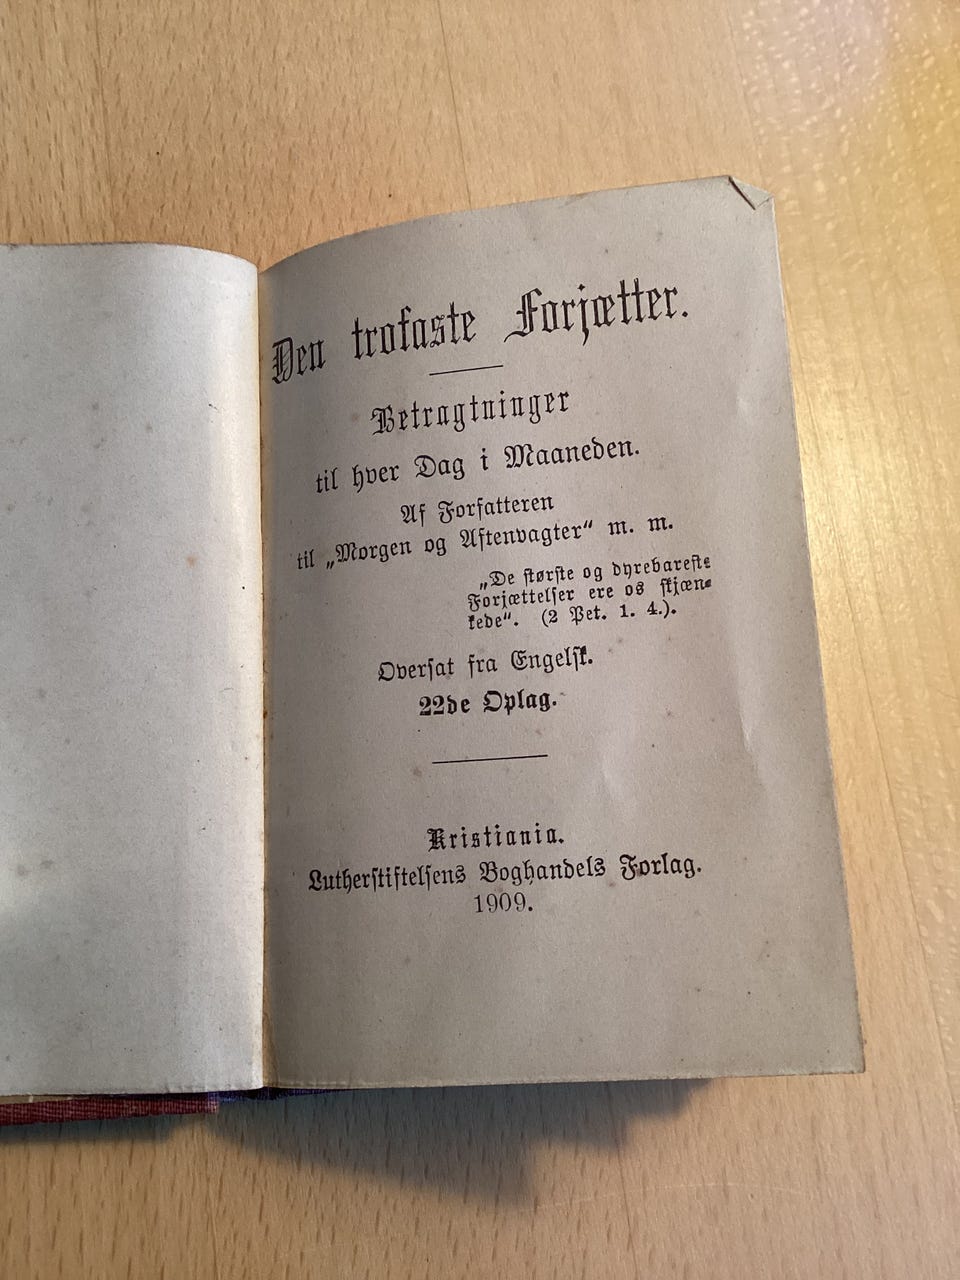 Den trofaste Forjætter.
Betragtninger
til hver Dag i Maaneden.
Af Forfatteren
til „Morgen og Aftenvagter“ m. m.
„De største og dyrebareste
Forjættelser ere os skjæn-
kede“. (2 Pet. 1. 4.).
Oversat fra Engelsk.
22de Oplag.
Kristiania.
Lutherstiftelsens Boghandels Forlag.
1909.